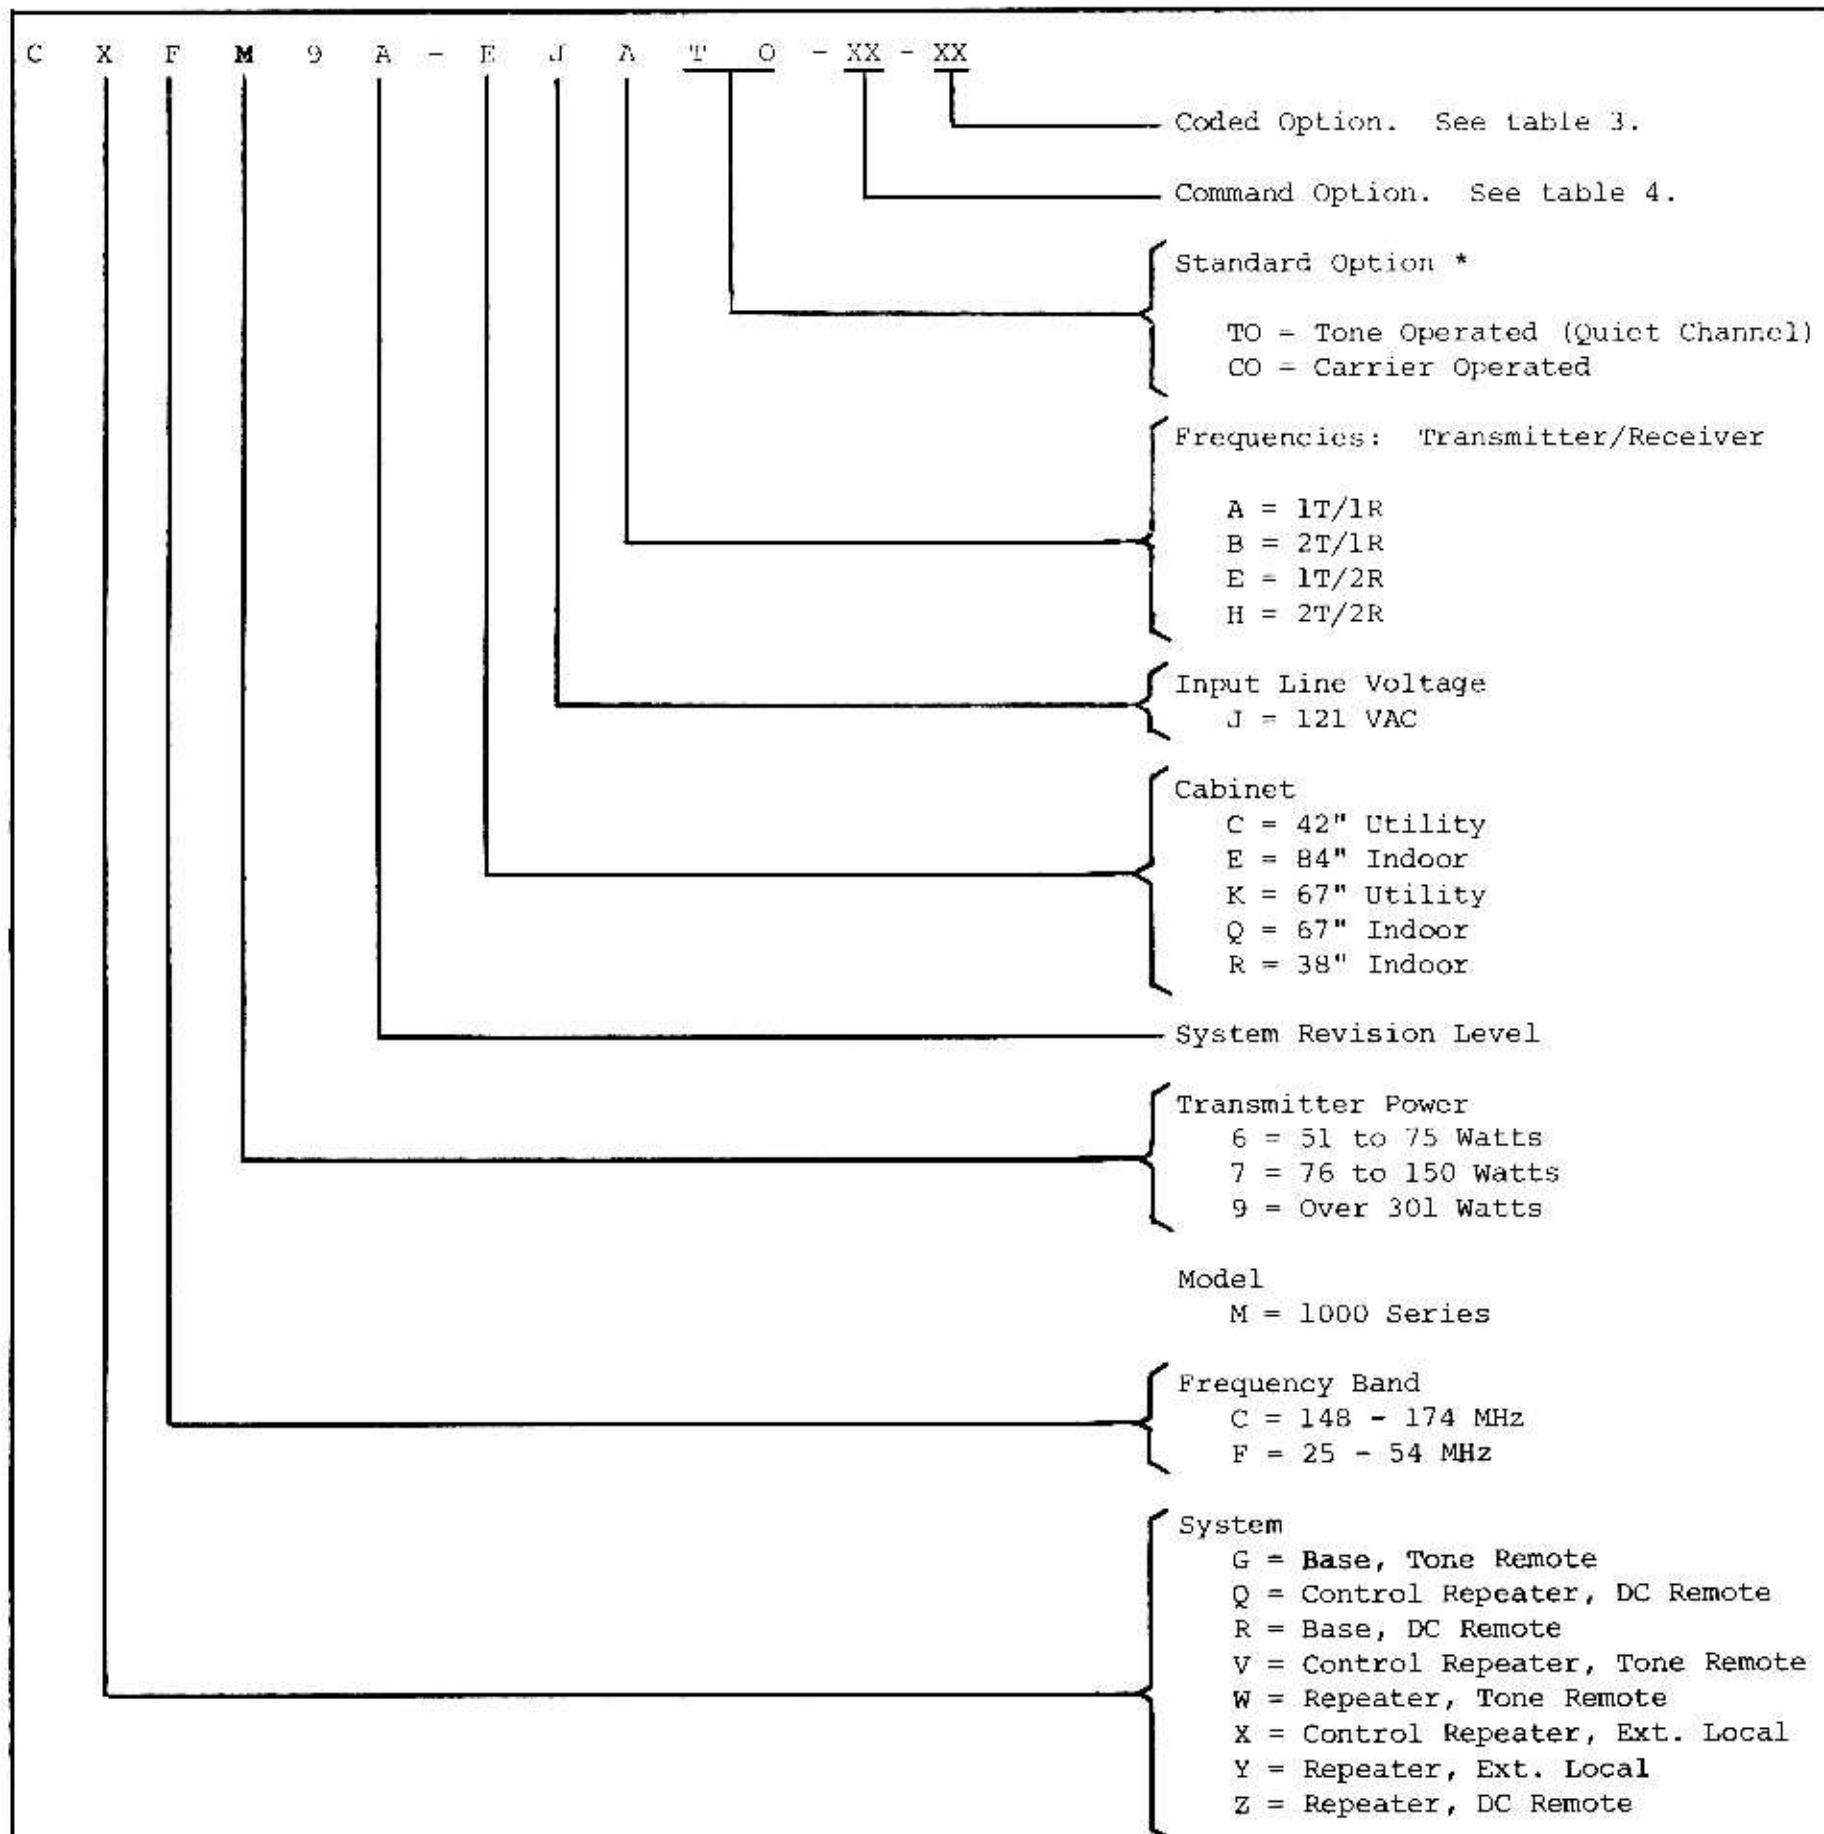 C X F M 9 A - E J A T O - XX - XX
Coded Option. See table 3.
Command Option. See table 4.
Standard Option *
TO = Tone Operated (Quiet Channel)
CO = Carrier Operated
Frequencies: Transmitter/Receiver
A = 1T/1R
B = 2T/1R
E = 1T/2R
H = 2T/2R
Input Line Voltage
J = 121 VAC
Cabinet
C = 42" Utility
E = 84" Indoor
K = 67" Utility
Q = 67" Indoor
R = 38" Indoor
System Revision Level
Transmitter Power
6 = 51 to 75 Watts
7 = 76 to 150 Watts
9 = Over 301 Watts
Model
M = 1000 Series
Frequency Band
C = 148 - 174 MHz
F = 25 - 54 MHz
System
G = Base, Tone Remote
Q = Control Repeater, DC Remote
R = Base, DC Remote
V = Control Repeater, Tone Remote
W = Repeater, Tone Remote
X = Control Repeater, Ext. Local
Y = Repeater, Ext. Local
Z = Repeater, DC Remote